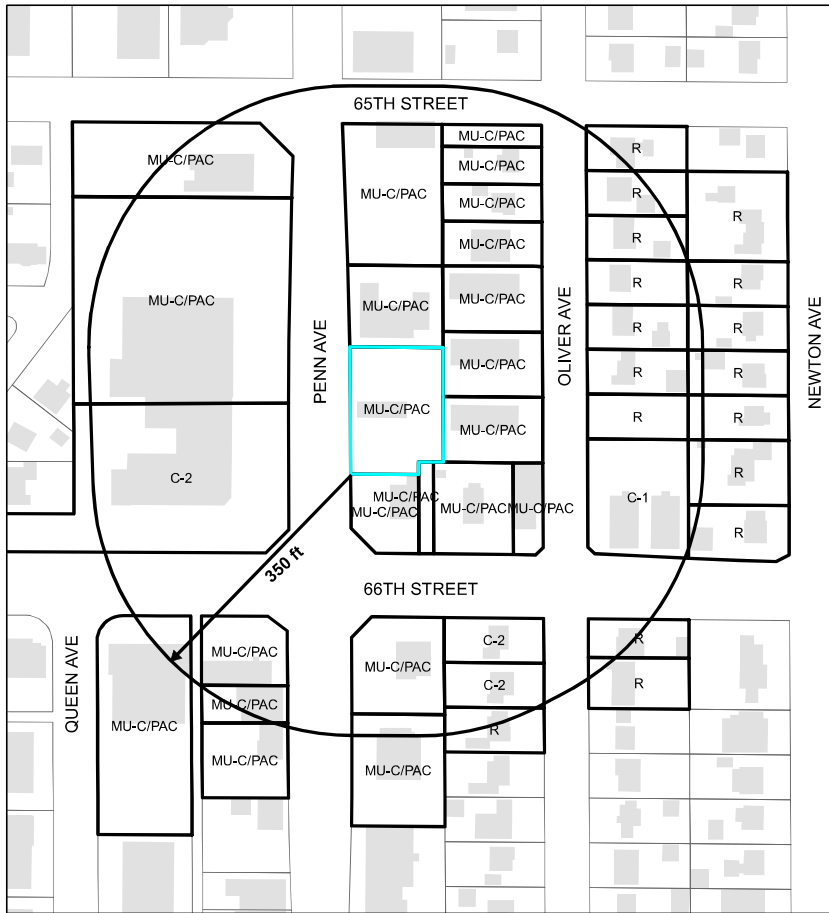 65TH STREET
MU-C/PAC
MU-C/PAC
R
MU-C/PAC
MU-C/PAC
R
MU-C/PAC
MU-C/PAC
R
R
MU-C/PAC
R
MU-C/PAC
MU-C/PAC
MU-C/PAC
R
R
OLIVER AVE
PENN AVE
NEWTON AVE
R
R
MU-C/PAC
R
R
MU-C/PAC
R
R
MU-C/PAC
R
C-2
MU-C/PAC
MU-C/PAC
MU-C/PAC
MU-C/PAC
C-1
R
350 ft
66TH STREET
C-2
R
MU-C/PAC
MU-C/PAC
C-2
R
QUEEN AVE
MU-C/PAC
MU-C/PAC
R
MU-C/PAC
MU-C/PAC